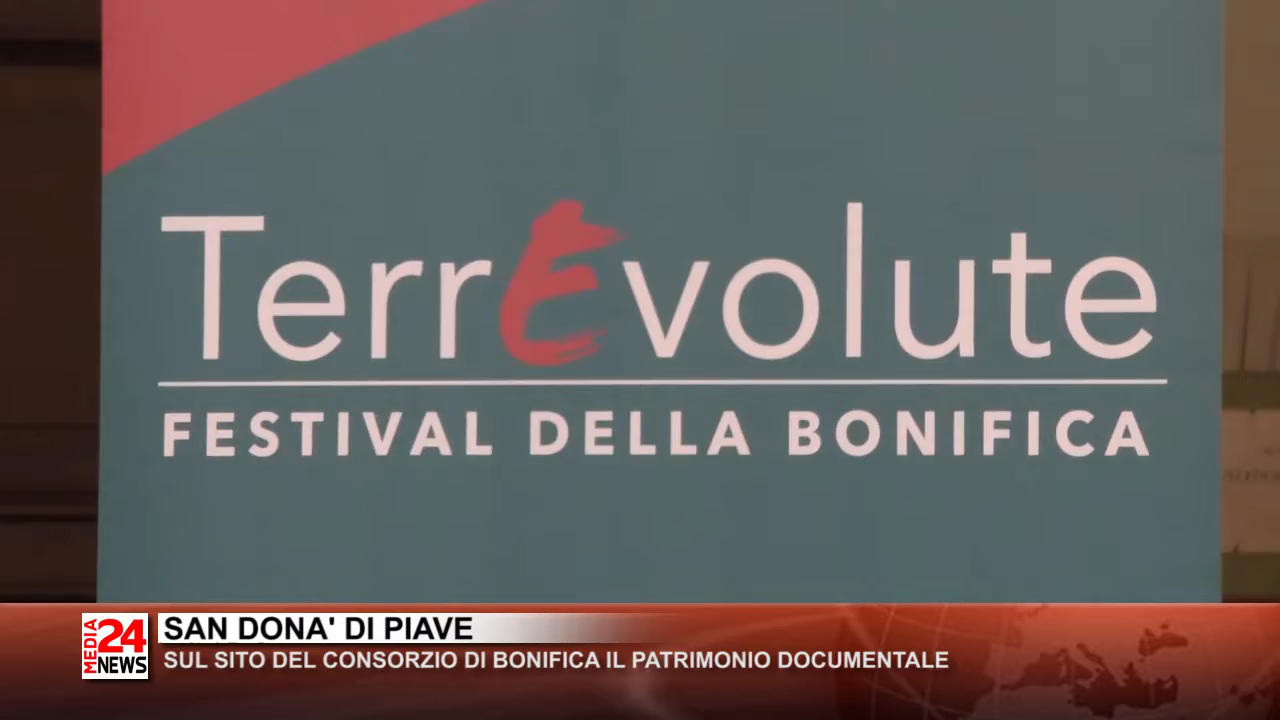 TerrEvolute
FESTIVAL DELLA BONIFICA
SAN DONA' DI PIAVE
SUL SITO DEL CONSORZIO DI BONIFICA IL PATRIMONIO DOCUMENTALE
MEDIA
24
NEWS